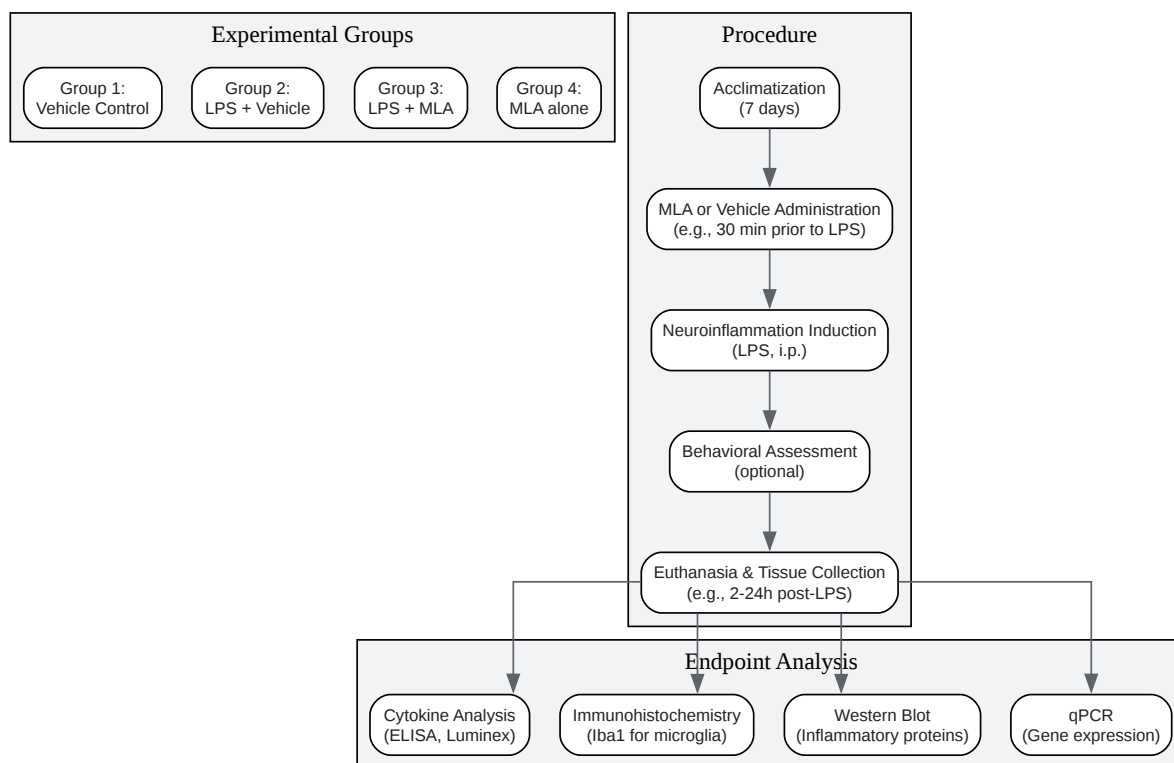 Experimental Groups
Group 1:
Vehicle Control
Group 2:
LPS + Vehicle
Group 3:
LPS + MLA
Group 4:
MLA alone
Procedure
Acclimatization
(7 days)
MLA or Vehicle Administration
(e.g., 30 min prior to LPS)
Neuroinflammation Induction
(LPS, i.p.)
Behavioral Assessment
(optional)
Euthanasia & Tissue Collection
(e.g., 2-24h post-LPS)
Endpoint Analysis
Cytokine Analysis
(ELISA, Luminex)
Immunohistochemistry
(Iba1 for microglia)
Western Blot
(Inflammatory proteins)
qPCR
(Gene expression)